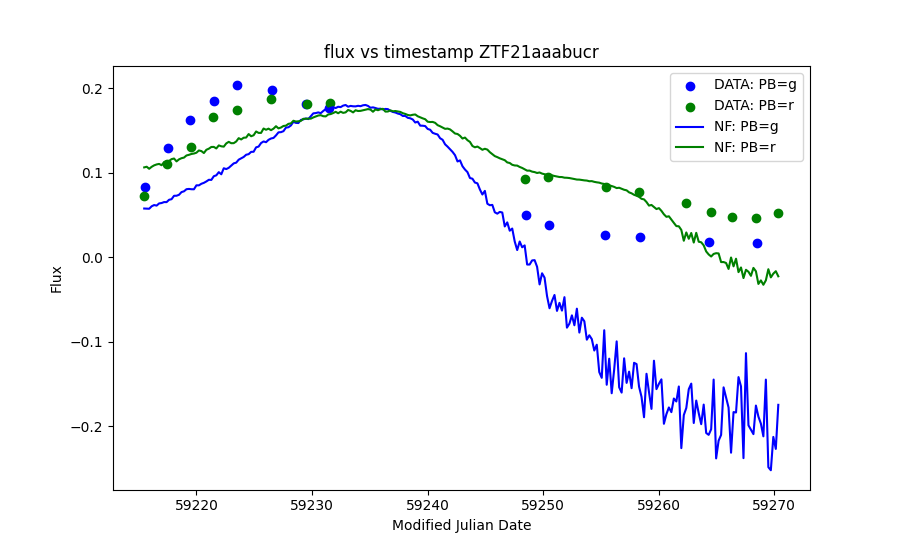 flux vs timestamp ZTF21aaabucr
DATA: PB=g
DATA: PB=r
NF: PB=g
NF: PB=r
Flux
0.2
0.1
0.0
−0.1
−0.2
59220 59230 59240 59250 59260 59270
Modified Julian Date